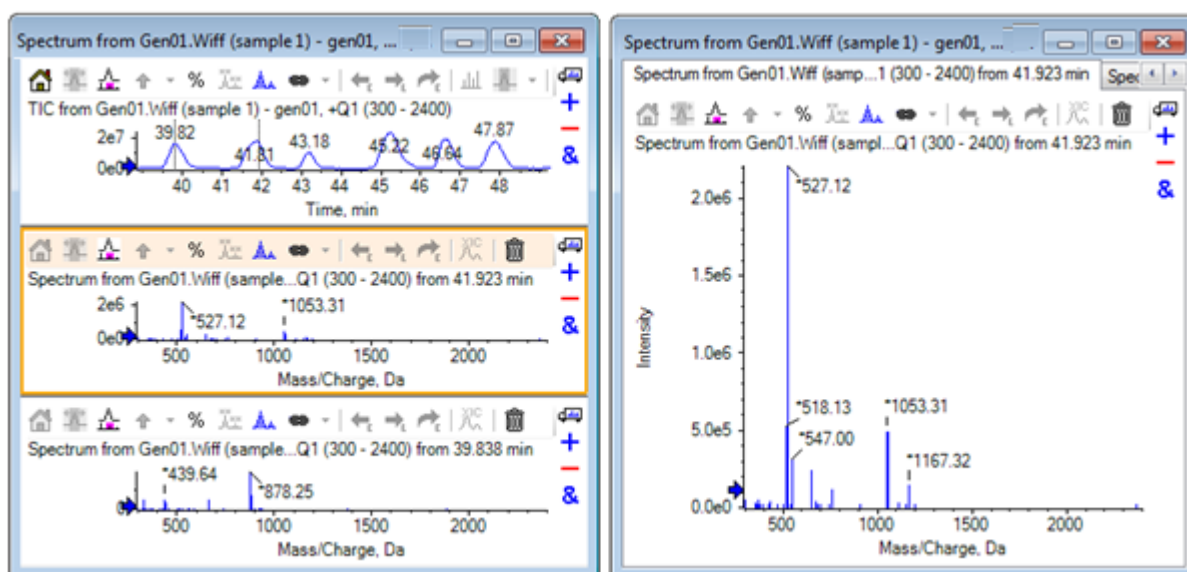 Spectrum from Gen01.Wiff (sample 1) - gen01, ...
%
TIC from Gen01.Wiff (sample 1) - gen01, +Q1 (300 - 2400)
2e7
0e0
39.82
41.81
43.18
45.22
46.64
47.87
40 41 42 43 44 45 46 47 48
Time, min
&
%
Spectrum from Gen01.Wiff (sample...Q1 (300 - 2400) from 41.923 min
2e6
0e0
*527.12
*1053.31
500 1000 1500 2000
Mass/Charge, Da
&
%
Spectrum from Gen01.Wiff (sample...Q1 (300 - 2400) from 39.838 min
0
*439.64
*878.25
500 1000 1500 2000
Mass/Charge, Da
&
Spectrum from Gen01.Wiff (sample 1) - gen01, ...
Spectrum from Gen01.Wiff (samp...1 (300 - 2400) from 41.923 min
Spec
%
Spectrum from Gen01.Wiff (sampl...Q1 (300 - 2400) from 41.923 min
&
Intensity
2.0e6
1.5e6
1.0e6
5.0e5
0.0e0
*527.12
*518.13
*547.00
*1053.31
*1167.32
500 1000 1500 2000
Mass/Charge, Da